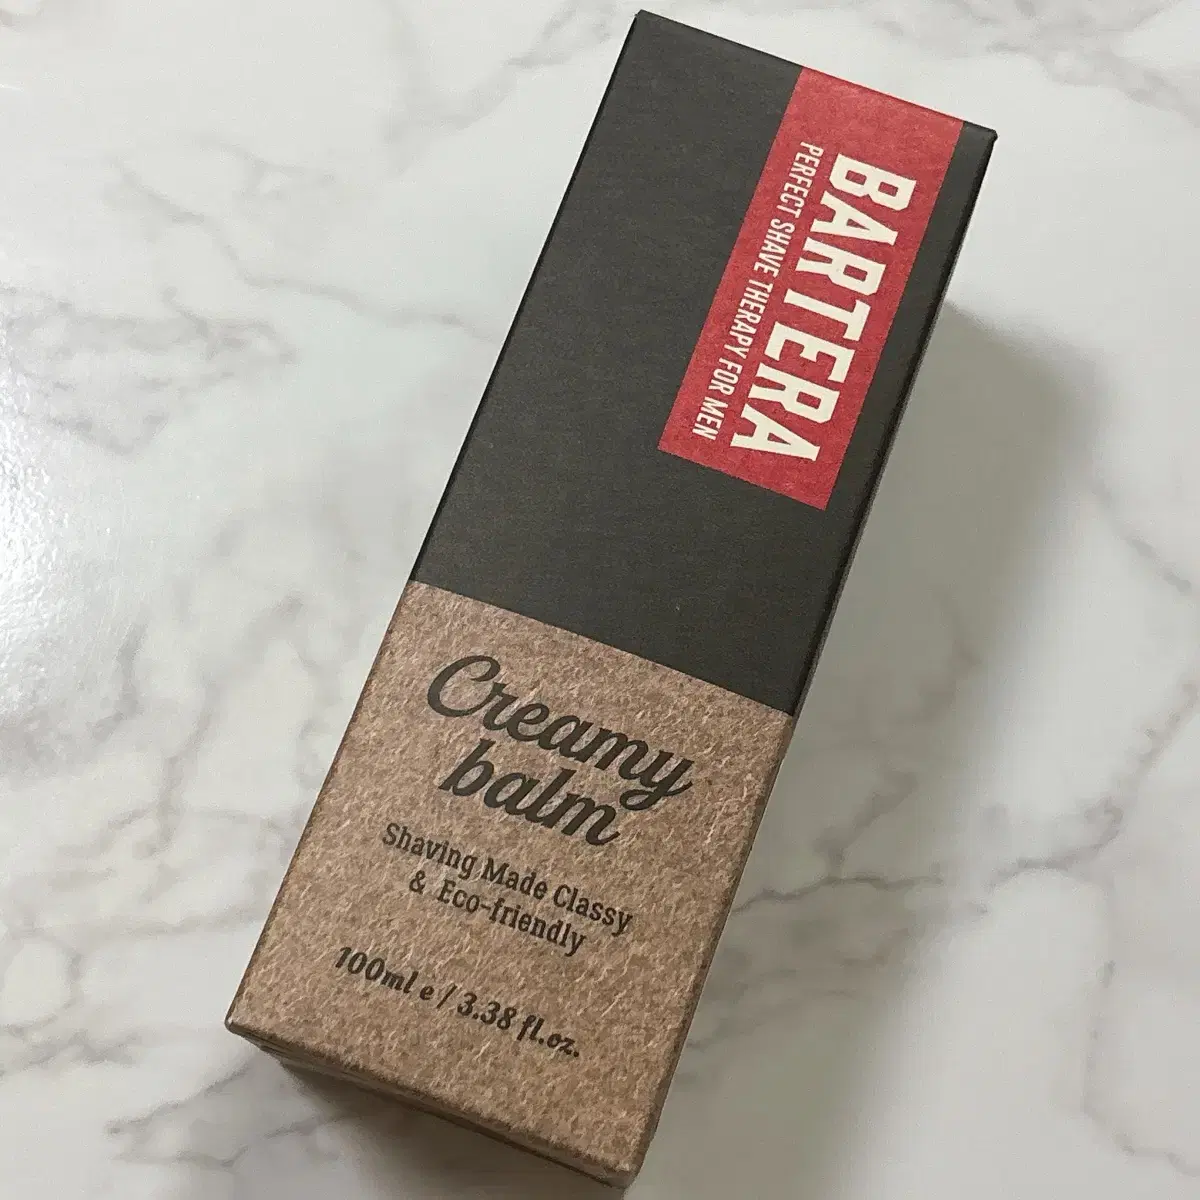 BARTERA
PERFECT SHAVE THERAPY FOR MEN
Creamy
balm
Shaving Made Classy
& Eco-friendly
100ml e / 3.38 fl.oz.